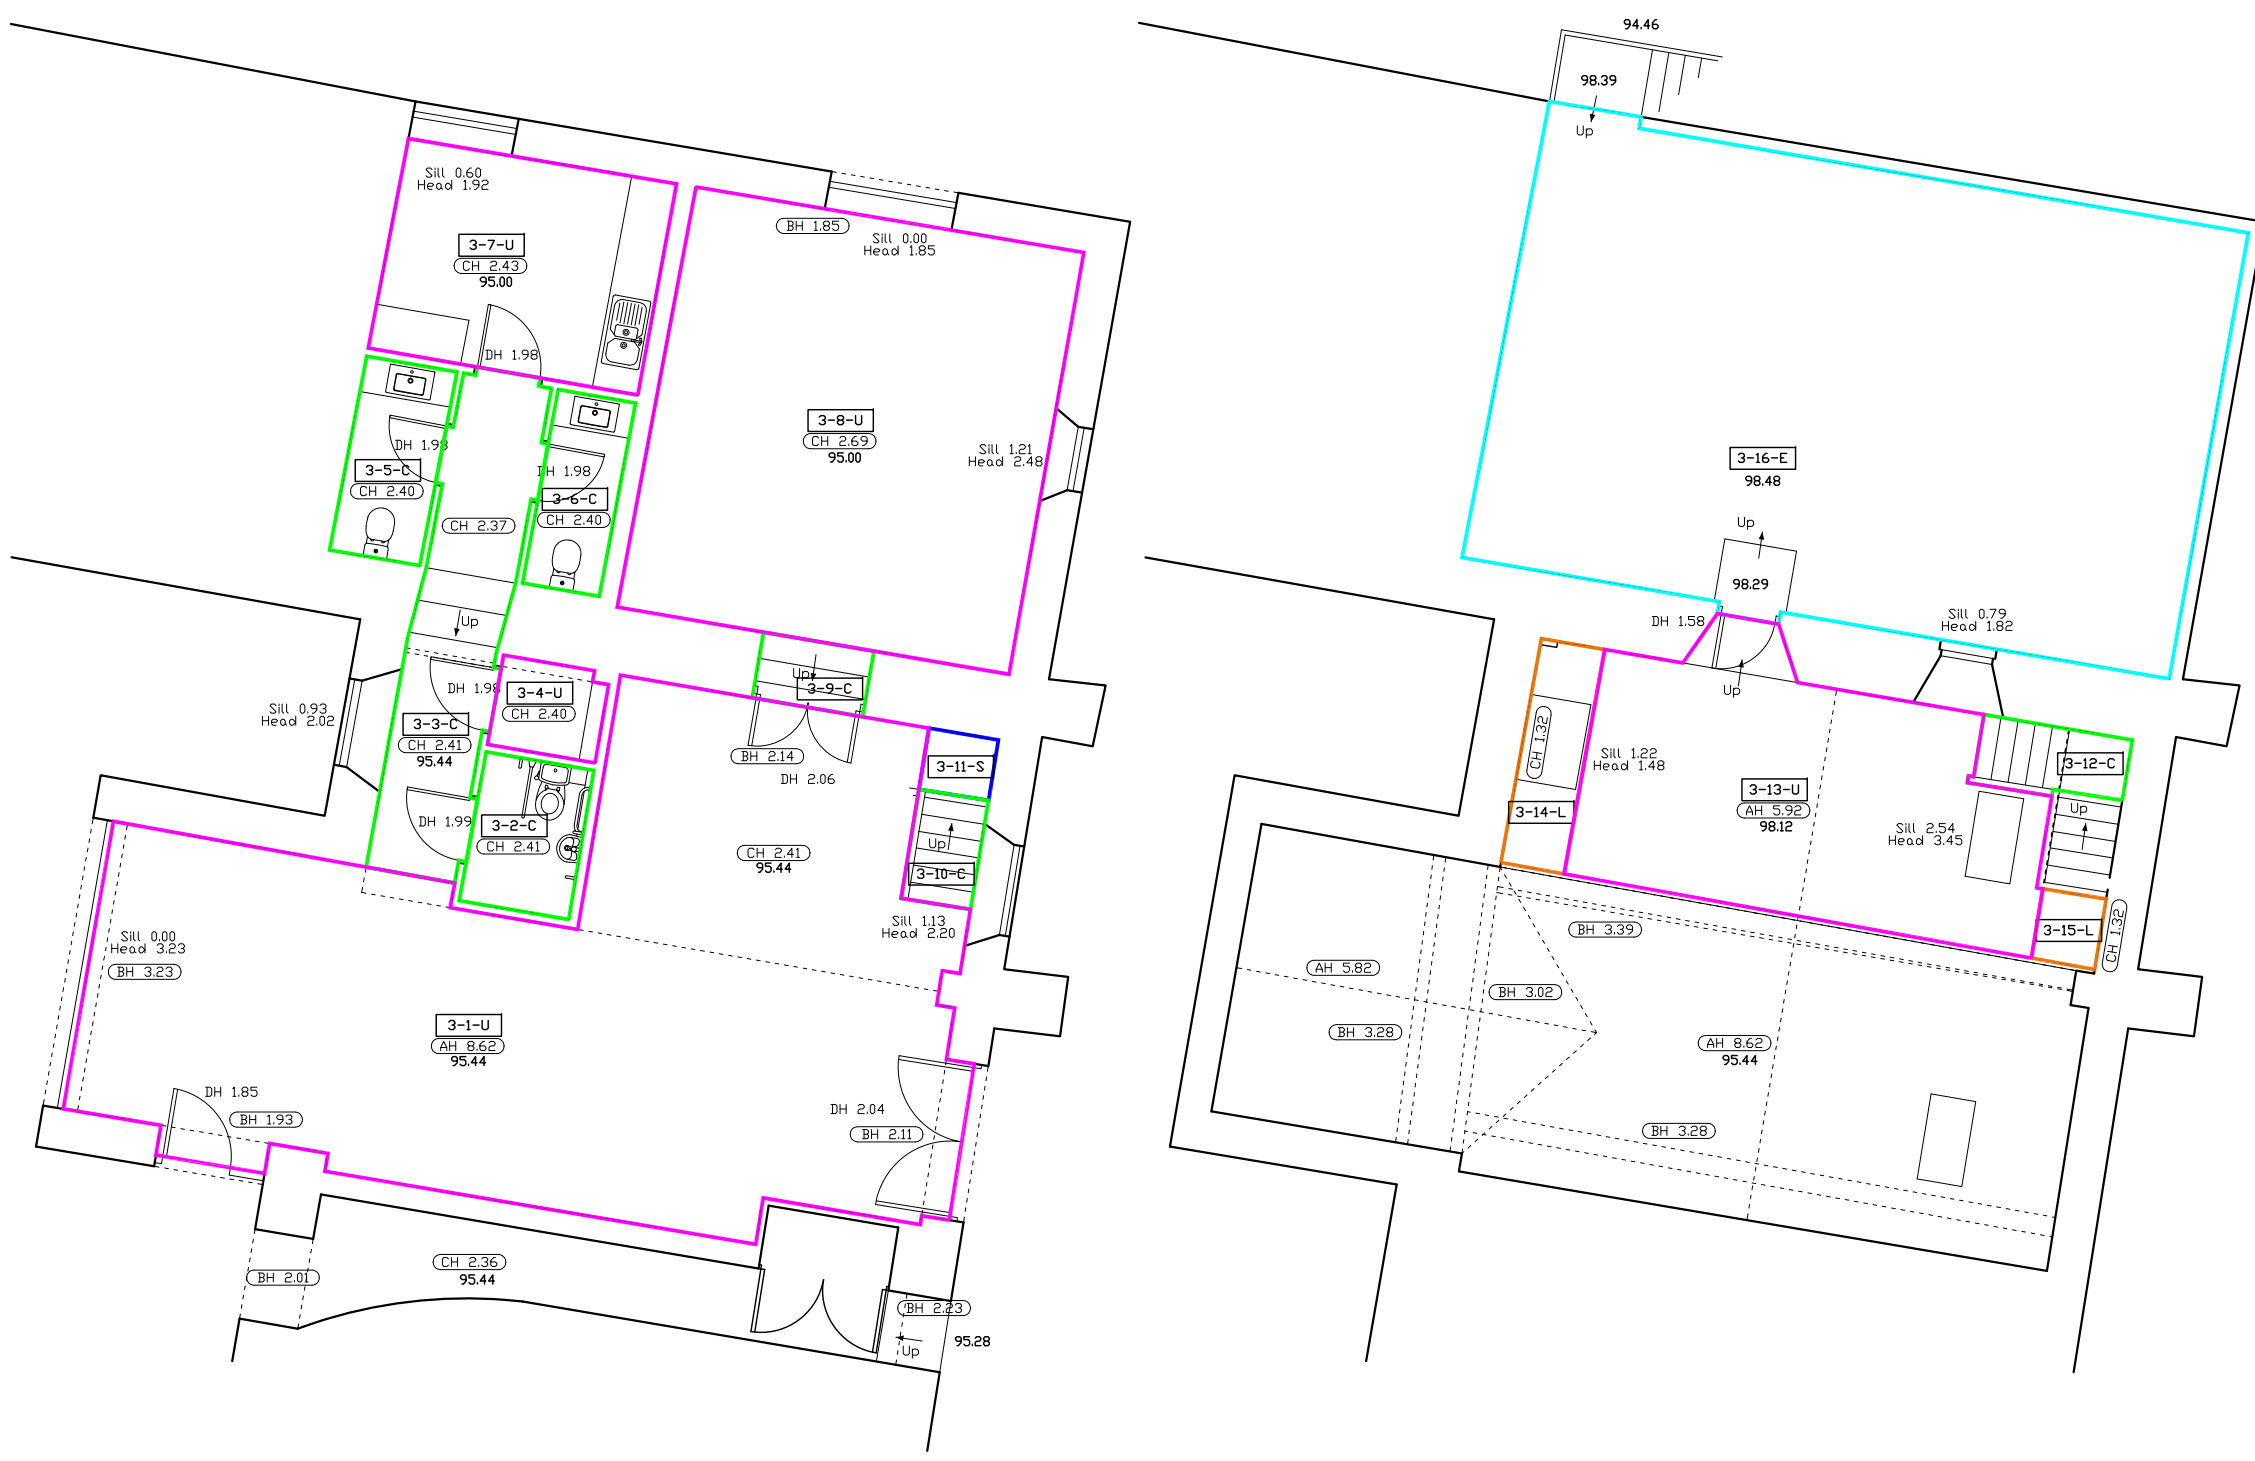 94.46
98.39
Up
Sill 0.60
Head 1.92
3-7-U
CH 2.43
95.00
DH 1.98
BH 1.85
Sill 0.00
Head 1.85
3-8-U
CH 2.69
95.00
Sill 1.21
Head 2.48
DH 1.98
3-5-C
CH 2.40
DH 1.98
3-6-C
CH 2.40
CH 2.37
Up
DH 1.98
3-4-U
CH 2.40
Sill 0.93
Head 2.02
3-3-C
CH 2.41
95.44
DH 1.99
3-2-C
CH 2.41
Up
3-9-C
BH 2.14
DH 2.06
CH 2.41
95.44
3-11-S
Up
3-10-C
Sill 1.13
Head 2.20
Sill 0.00
Head 3.23
BH 3.23
3-1-U
AH 8.62
95.44
DH 1.85
BH 1.93
DH 2.04
BH 2.11
BH 2.01
CH 2.36
95.44
BH 2.23
95.28
Up
3-16-E
98.48
Up
98.29
DH 1.58
Up
Sill 0.79
Head 1.82
CH 1.32
3-14-L
Sill 1.22
Head 1.48
3-13-U
AH 5.92
98.12
Sill 2.54
Head 3.45
3-12-C
Up
3-15-L
CH 1.32
BH 3.39
AH 5.82
BH 3.02
BH 3.28
AH 8.62
95.44
BH 3.28